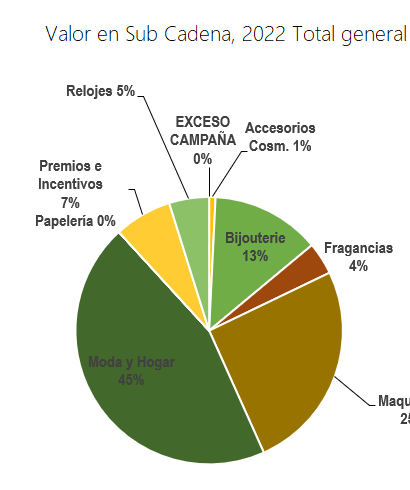 Valor en Sub Cadena, 2022 Total general
Relojes 5%
EXCESO
CAMPAÑA
0%
Accesorios
Cosm. 1%
Premios e
Incentivos
7%
Papelería 0%
Bijouterie
13%
Fragancias
4%
Moda y Hogar
45%